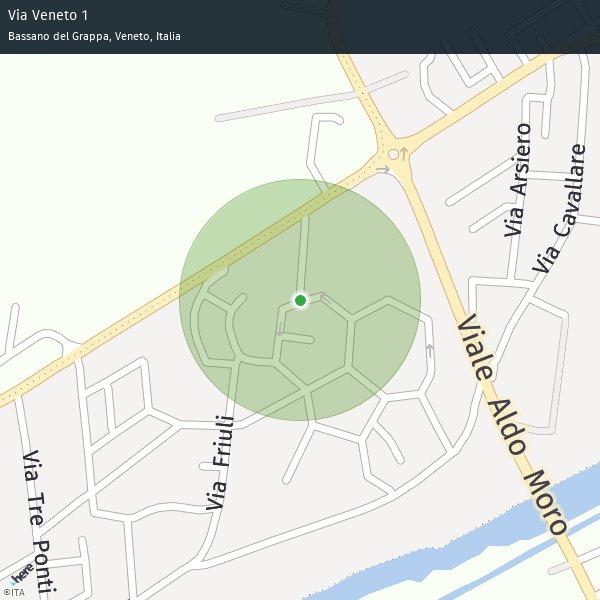 Via Veneto 1
Bassano del Grappa, Veneto, Italia
Via Arsiero
Via Cavallare
Viale Aldo Moro
Via Friuli
Via Tre Ponti
here
©ITA